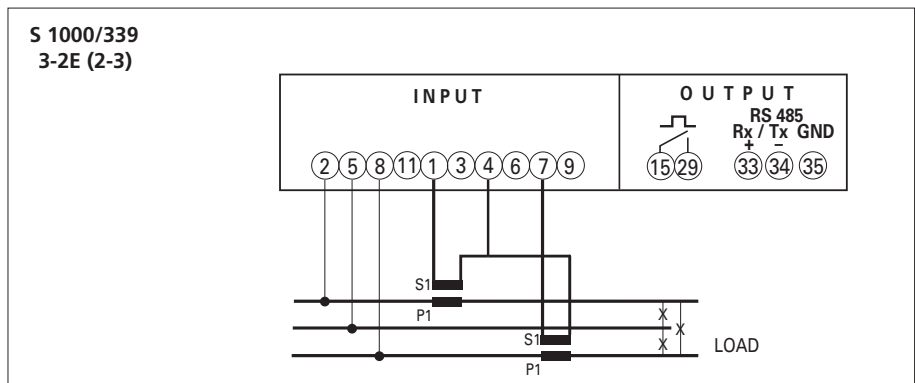 S 1000/339
3-2E (2-3)
INPUT
OUTPUT
RS 485
Rx / Tx GND
+ −
2 5 8 11 1 3 4 6 7 9
15 29 33 34 35
S1
P1
S1
P1
X
X
X
LOAD